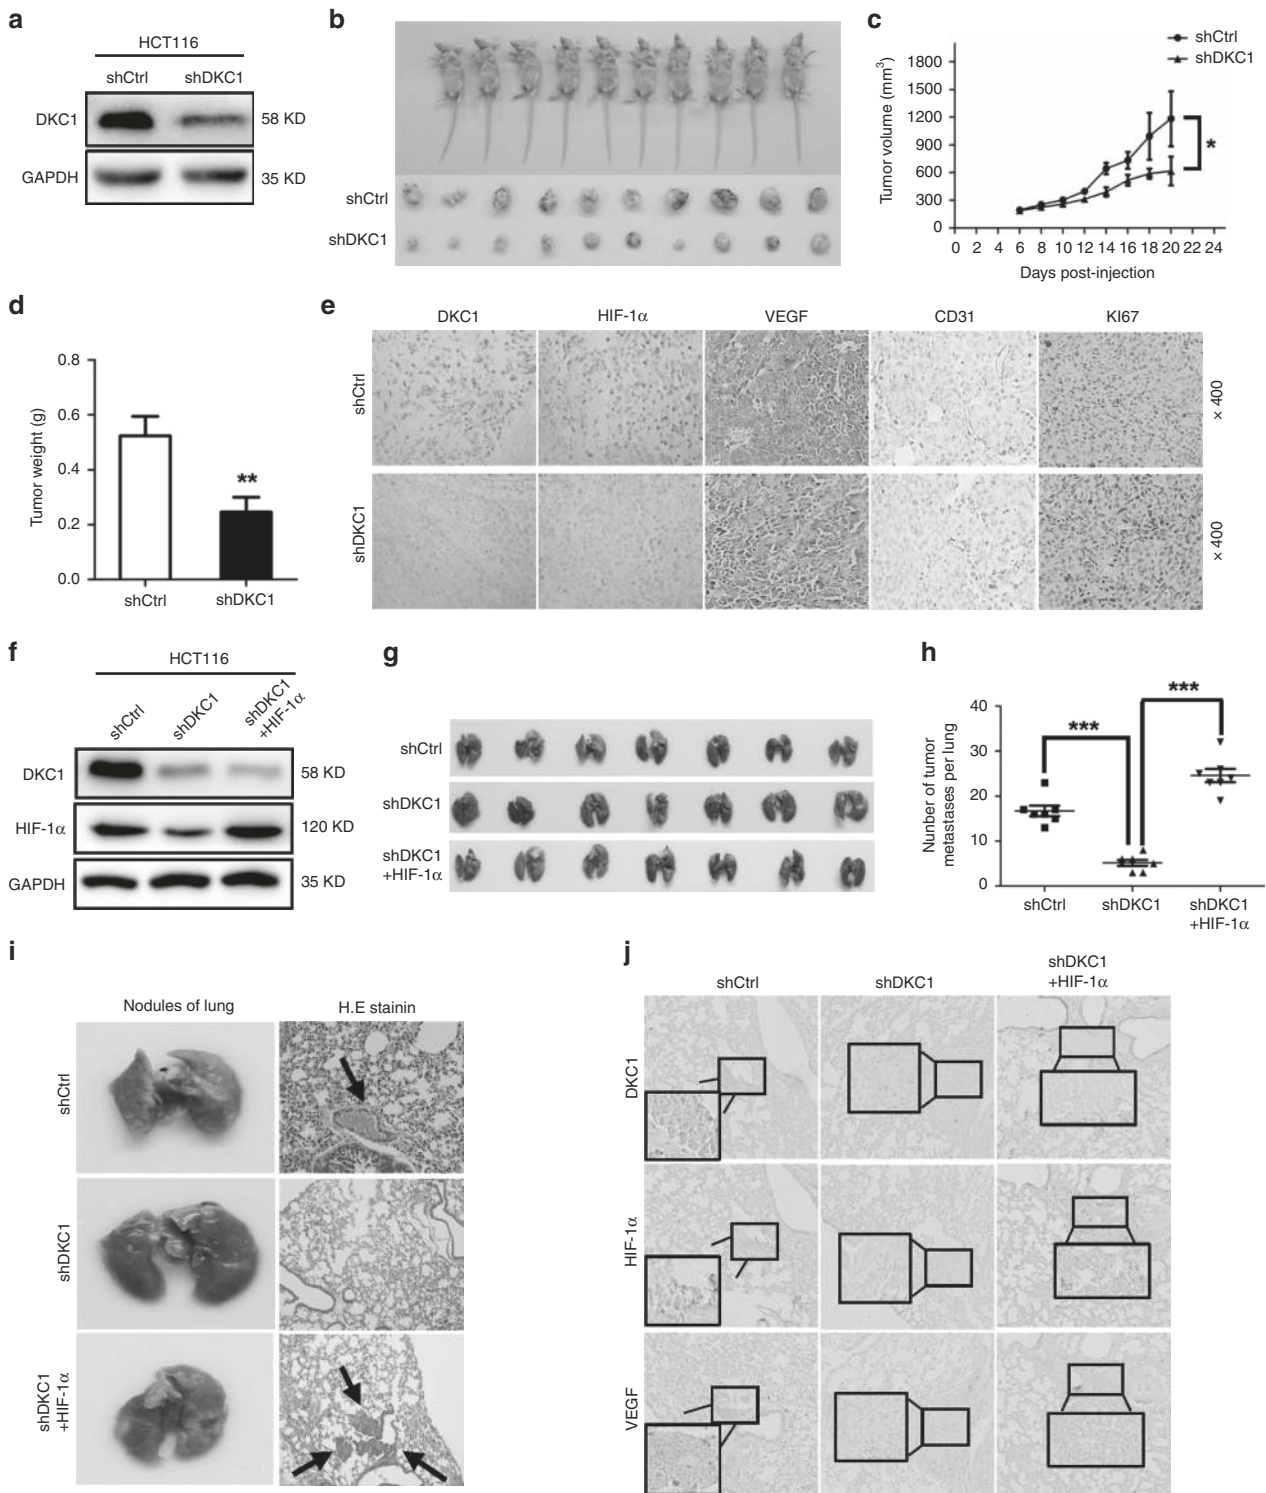 a
HCT116
shCtrl shDKC1
DKC1 58 KD
GAPDH 35 KD
b
shCtrl
shDKC1
c
shCtrl
shDKC1
Tumor volume (mm3)
1800
1500
1200
900
600
300
0
*
0 2 4 6 8 10 12 14 16 18 20 22 24
Days post-injection
d
Tumor weight (g)
0.8
0.6
0.4
0.2
0.0
**
shCtrl shDKC1
e
DKC1 HIF-1α VEGF CD31 KI67
shCtrl × 400
shDKC1 × 400
f
HCT116
shCtrl shDKC1 shDKC1
+HIF-1α
DKC1 58 KD
HIF-1α 120 KD
GAPDH 35 KD
g
shCtrl
shDKC1
shDKC1
+HIF-1α
h
Nunber of tumor
metastases per lung
40
30
20
10
0
*** ***
shCtrl shDKC1 shDKC1
+HIF-1α
i
Nodules of lung H.E stainin
shCtrl
shDKC1
shDKC1
+HIF-1α
j
shCtrl shDKC1 shDKC1
+HIF-1α
DKC1
HIF-1α
VEGF